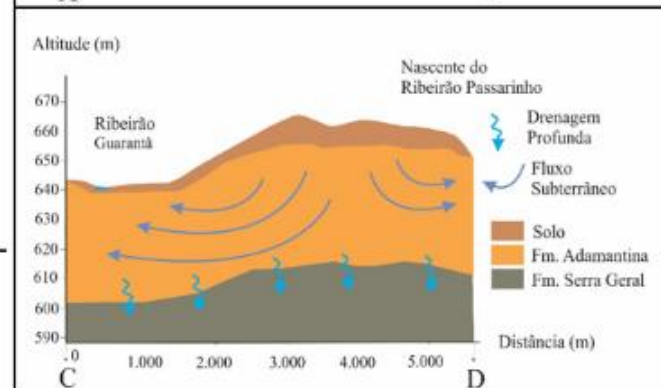 Altitude (m)
Nascente do
Ribeirão Passarinho
Ribeirão
Guarantã
Drenagem
Profunda
Fluxo
Subterrâneo
Solo
Fm. Adamantina
Fm. Serra Geral
670
660
650
640
630
620
610
600
590
0 1.000 2.000 3.000 4.000 5.000
Distância (m)
C D